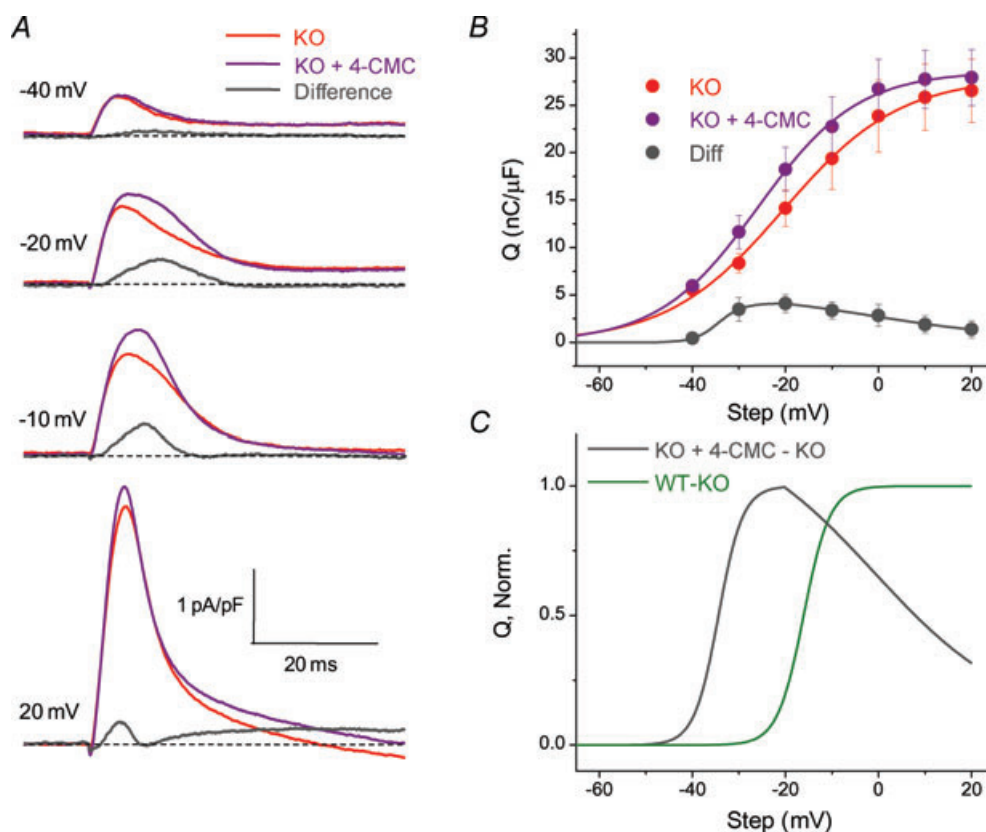 A
KO
KO + 4-CMC
Difference
-40 mV
-20 mV
-10 mV
20 mV
1 pA/pF
20 ms
B
30
25
20
15
10
5
0
Q (nC/μF)
KO
KO + 4-CMC
Diff
-60 -40 -20 0 20
Step (mV)
C
KO + 4-CMC - KO
WT-KO
1.0
0.5
0.0
Q, Norm.
-60 -40 -20 0 20
Step (mV)